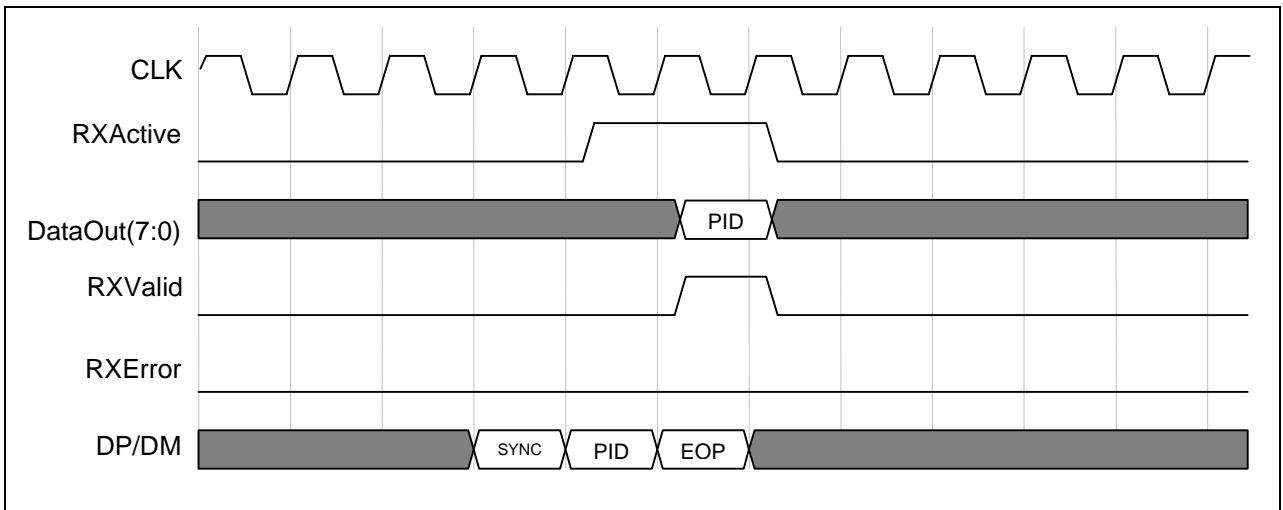 CLK
RXActive
DataOut(7:0)
PID
RXValid
RXError
DP/DM
SYNC
PID
EOP